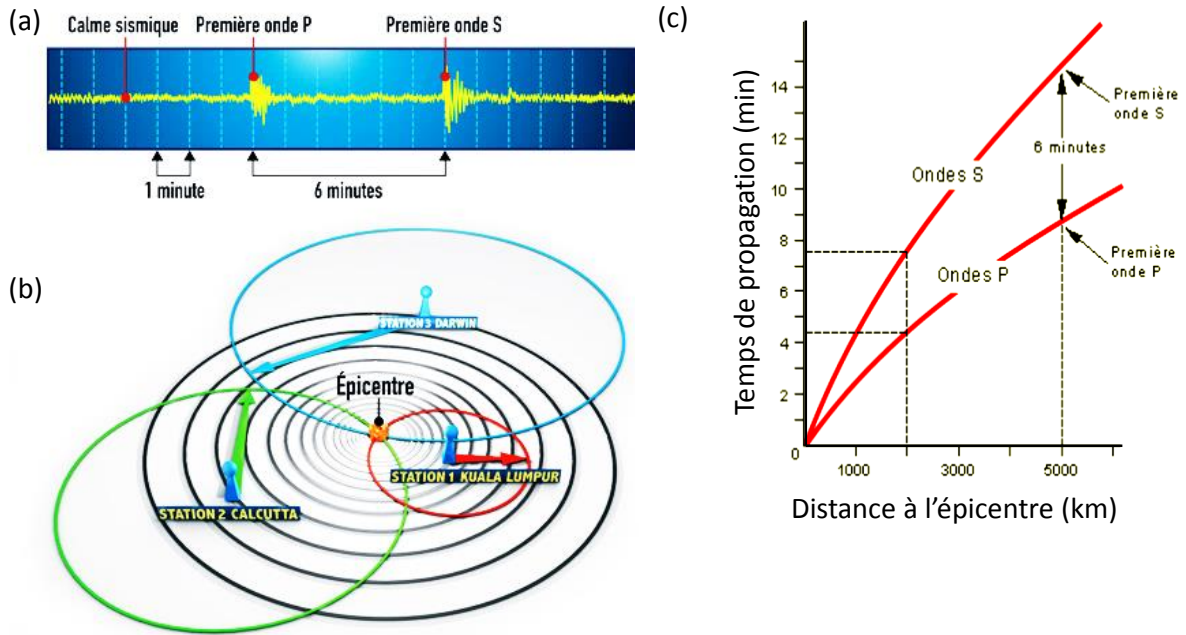 (a)
Calme sismique Première onde P Première onde S
1 minute 6 minutes
(b)
STATION 3 DARWIN
Épicentre
STATION 1 KUALA LUMPUR
STATION 2 CALCUTTA
(c)
Temps de propagation (min)
14
12
10
8
6
4
2
0
1000 3000 5000
Distance à l’épicentre (km)
Ondes S
Ondes P
Première
onde S
6 minutes
Première
onde P